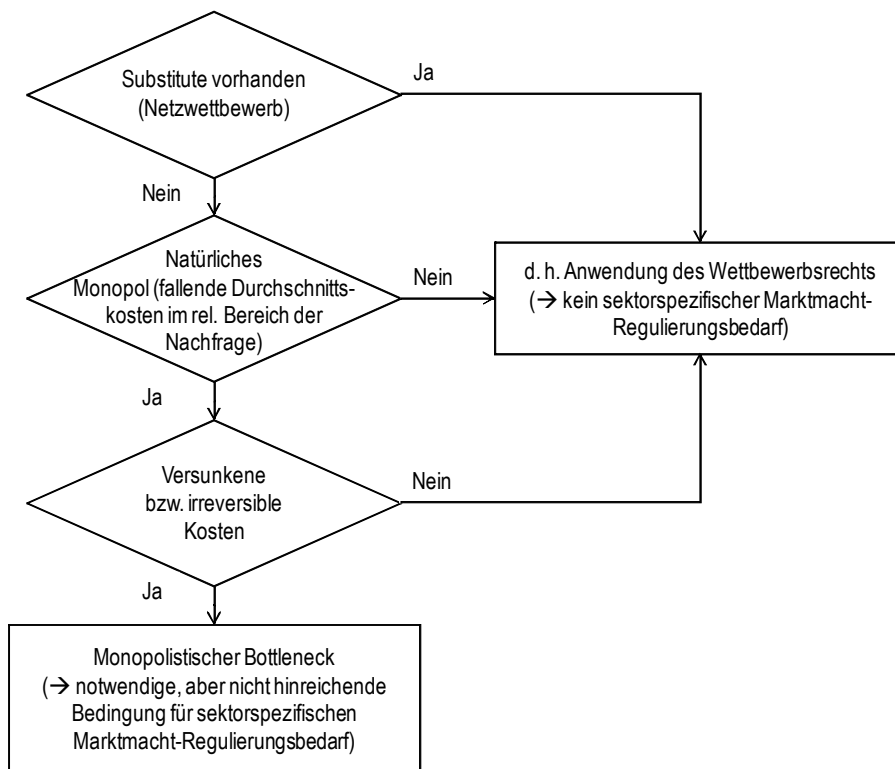 Substitute vorhanden
(Netzwettbewerb)
Ja
Nein
Natürliches
Monopol (fallende Durchschnitts-
kosten im rel. Bereich der
Nachfrage)
Nein
d. h. Anwendung des Wettbewerbsrechts
(→ kein sektorspezifischer Marktmacht-
Regulierungsbedarf)
Ja
Versunkene
bzw. irreversible
Kosten
Nein
Ja
Monopolistischer Bottleneck
(→ notwendige, aber nicht hinreichende
Bedingung für sektorspezifischen
Marktmacht-Regulierungsbedarf)